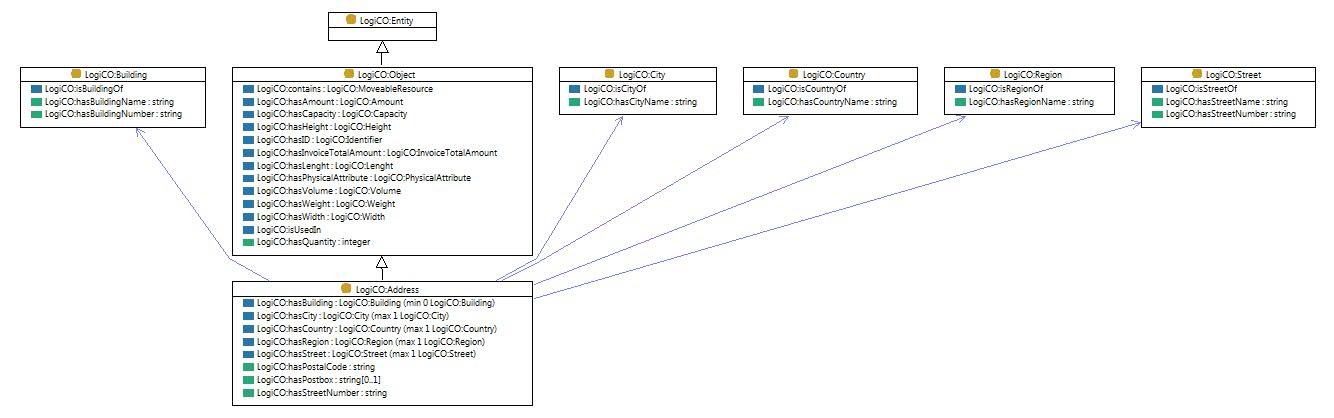 LogiCO:Entity
LogiCO:Building
LogiCO:isBuildingOf
LogiCO:hasBuildingName : string
LogiCO:hasBuildingNumber : string
LogiCO:Object
LogiCO:contains : LogiCO:MoveableResource
LogiCO:hasAmount : LogiCO:Amount
LogiCO:hasCapacity : LogiCO:Capacity
LogiCO:hasHeight : LogiCO:Height
LogiCO:hasID : LogiCO:Identifier
LogiCO:hasInvoiceTotalAmount : LogiCO:InvoiceTotalAmount
LogiCO:hasLenght : LogiCO:Lenght
LogiCO:hasPhysicalAttribute : LogiCO:PhysicalAttribute
LogiCO:hasVolume : LogiCO:Volume
LogiCO:hasWeight : LogiCO:Weight
LogiCO:hasWidth : LogiCO:Width
LogiCO:isUsedIn
LogiCO:hasQuantity : integer
LogiCO:City
LogiCO:isCityOf
LogiCO:hasCityName : string
LogiCO:Country
LogiCO:isCountryOf
LogiCO:hasCountryName : string
LogiCO:Region
LogiCO:isRegionOf
LogiCO:hasRegionName : string
LogiCO:Street
LogiCO:isStreetOf
LogiCO:hasStreetName : string
LogiCO:hasStreetNumber : string
LogiCO:Address
LogiCO:hasBuilding : LogiCO:Building (min 0 LogiCO:Building)
LogiCO:hasCity : LogiCO:City (max 1 LogiCO:City)
LogiCO:hasCountry : LogiCO:Country (max 1 LogiCO:Country)
LogiCO:hasRegion : LogiCO:Region (max 1 LogiCO:Region)
LogiCO:hasStreet : LogiCO:Street (max 1 LogiCO:Street)
LogiCO:hasPostalCode : string
LogiCO:hasPostbox : string[0..1]
LogiCO:hasStreetNumber : string